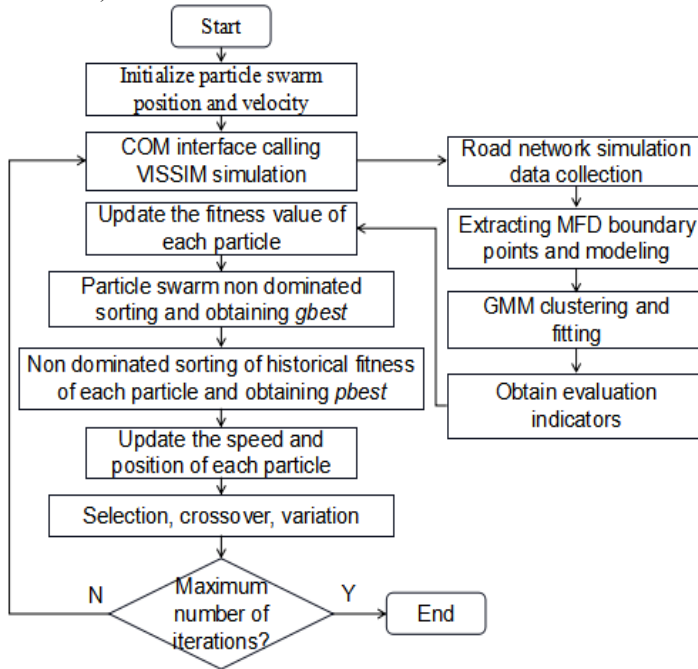 Start
Initialize particle swarm
position and velocity
COM interface calling
VISSIM simulation
Update the fitness value of
each particle
Particle swarm non dominated
sorting and obtaining gbest
Non dominated sorting of historical fitness
of each particle and obtaining pbest
Update the speed and
position of each particle
Selection, crossover, variation
Maximum
number of
iterations?
N
Y
End
Road network simulation
data collection
Extracting MFD boundary
points and modeling
GMM clustering and
fitting
Obtain evaluation
indicators